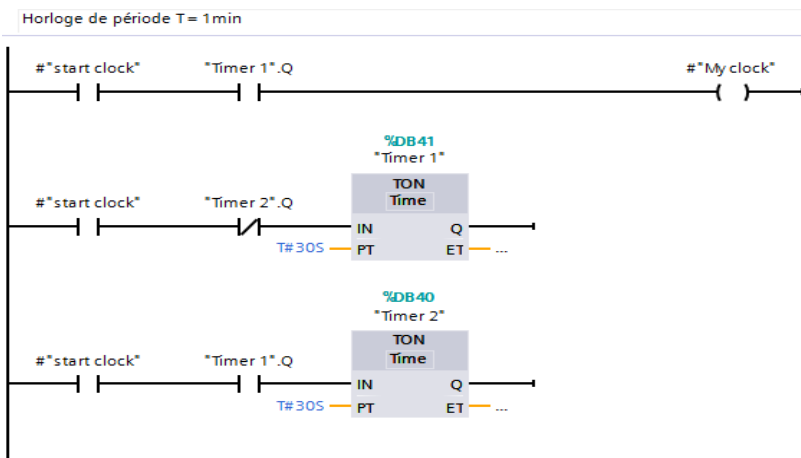 Horloge de période T= 1min
#"start clock" "Timer 1".Q #"My clock"
%DB41
"Timer 1"
TON
Time
#"start clock" "Timer 2".Q
IN Q
T#30S PT ET ...
%DB40
"Timer 2"
TON
Time
#"start clock" "Timer 1".Q
IN Q
T#30S PT ET ...